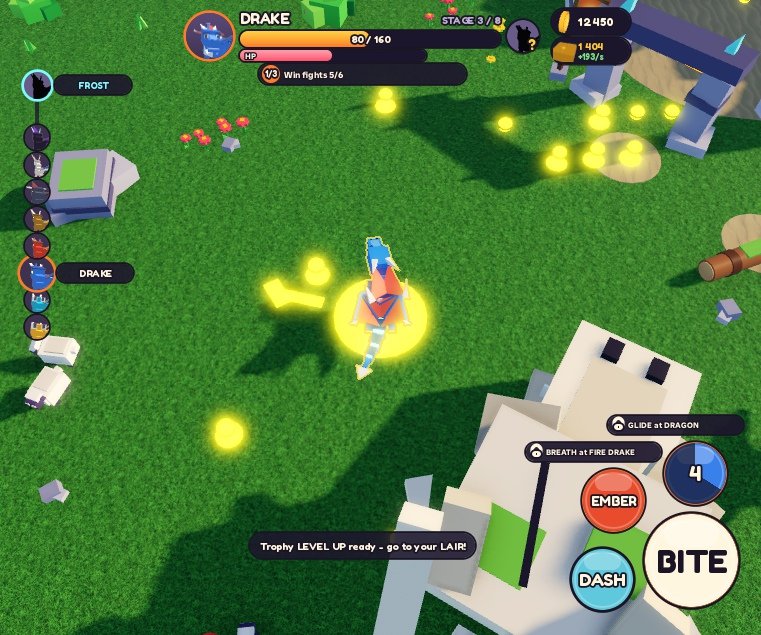 DRAKE
STAGE 3 / 8
80 / 160
HP
1/3 Win fights 5/6
?
12 450
1 404
+193/s
FROST
DRAKE
GLIDE at DRAGON
BREATH at FIRE DRAKE
4
EMBER
BITE
DASH
Trophy LEVEL UP ready - go to your LAIR!